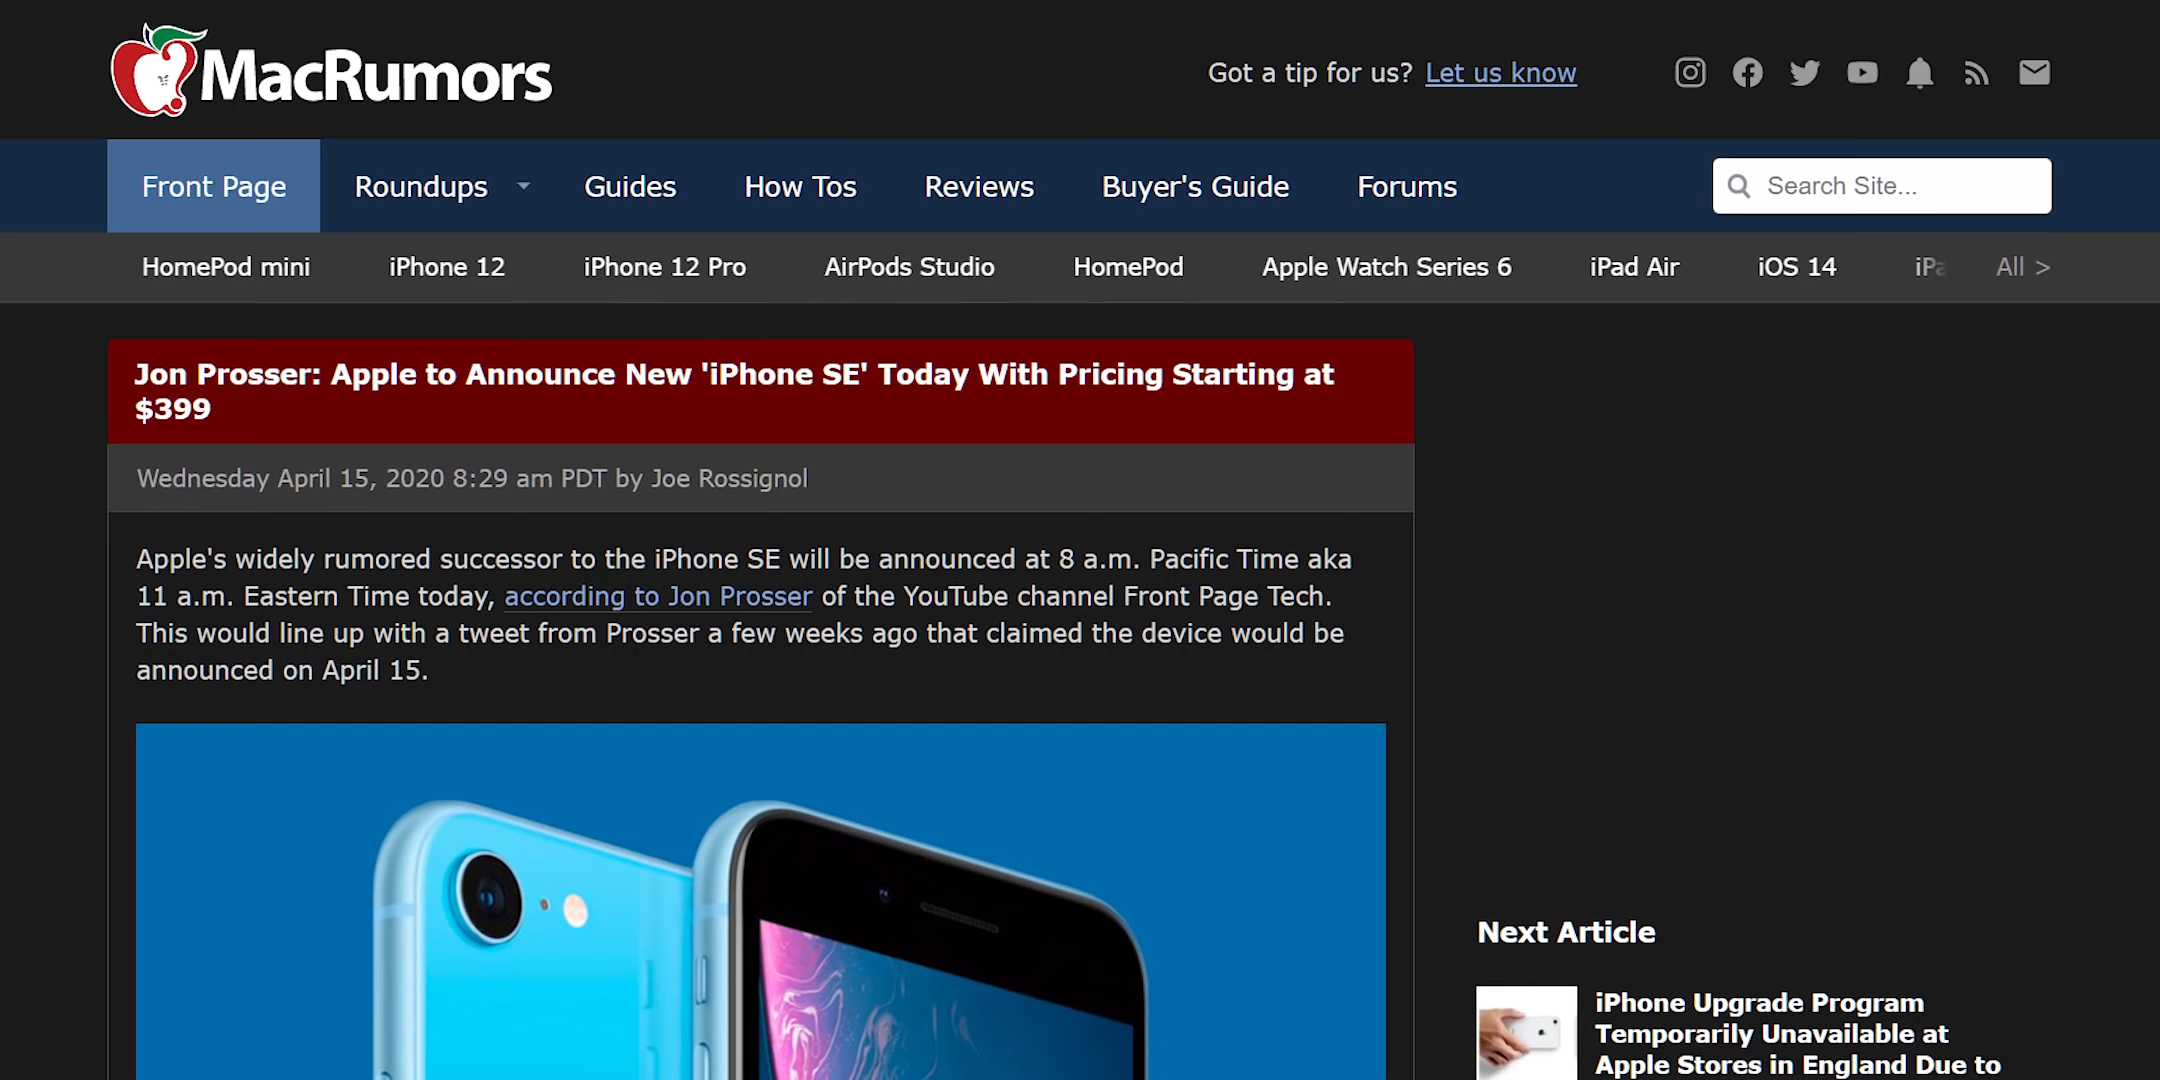 MacRumors
Got a tip for us? Let us know
Front Page
Roundups
Guides
How Tos
Reviews
Buyer's Guide
Forums
Search Site...
HomePod mini
iPhone 12
iPhone 12 Pro
AirPods Studio
HomePod
Apple Watch Series 6
iPad Air
iOS 14
iPa
All >
Jon Prosser: Apple to Announce New 'iPhone SE' Today With Pricing Starting at
$399
Wednesday April 15, 2020 8:29 am PDT by Joe Rossignol
Apple's widely rumored successor to the iPhone SE will be announced at 8 a.m. Pacific Time aka
11 a.m. Eastern Time today, according to Jon Prosser of the YouTube channel Front Page Tech.
This would line up with a tweet from Prosser a few weeks ago that claimed the device would be
announced on April 15.
Next Article
iPhone Upgrade Program
Temporarily Unavailable at
Apple Stores in England Due to